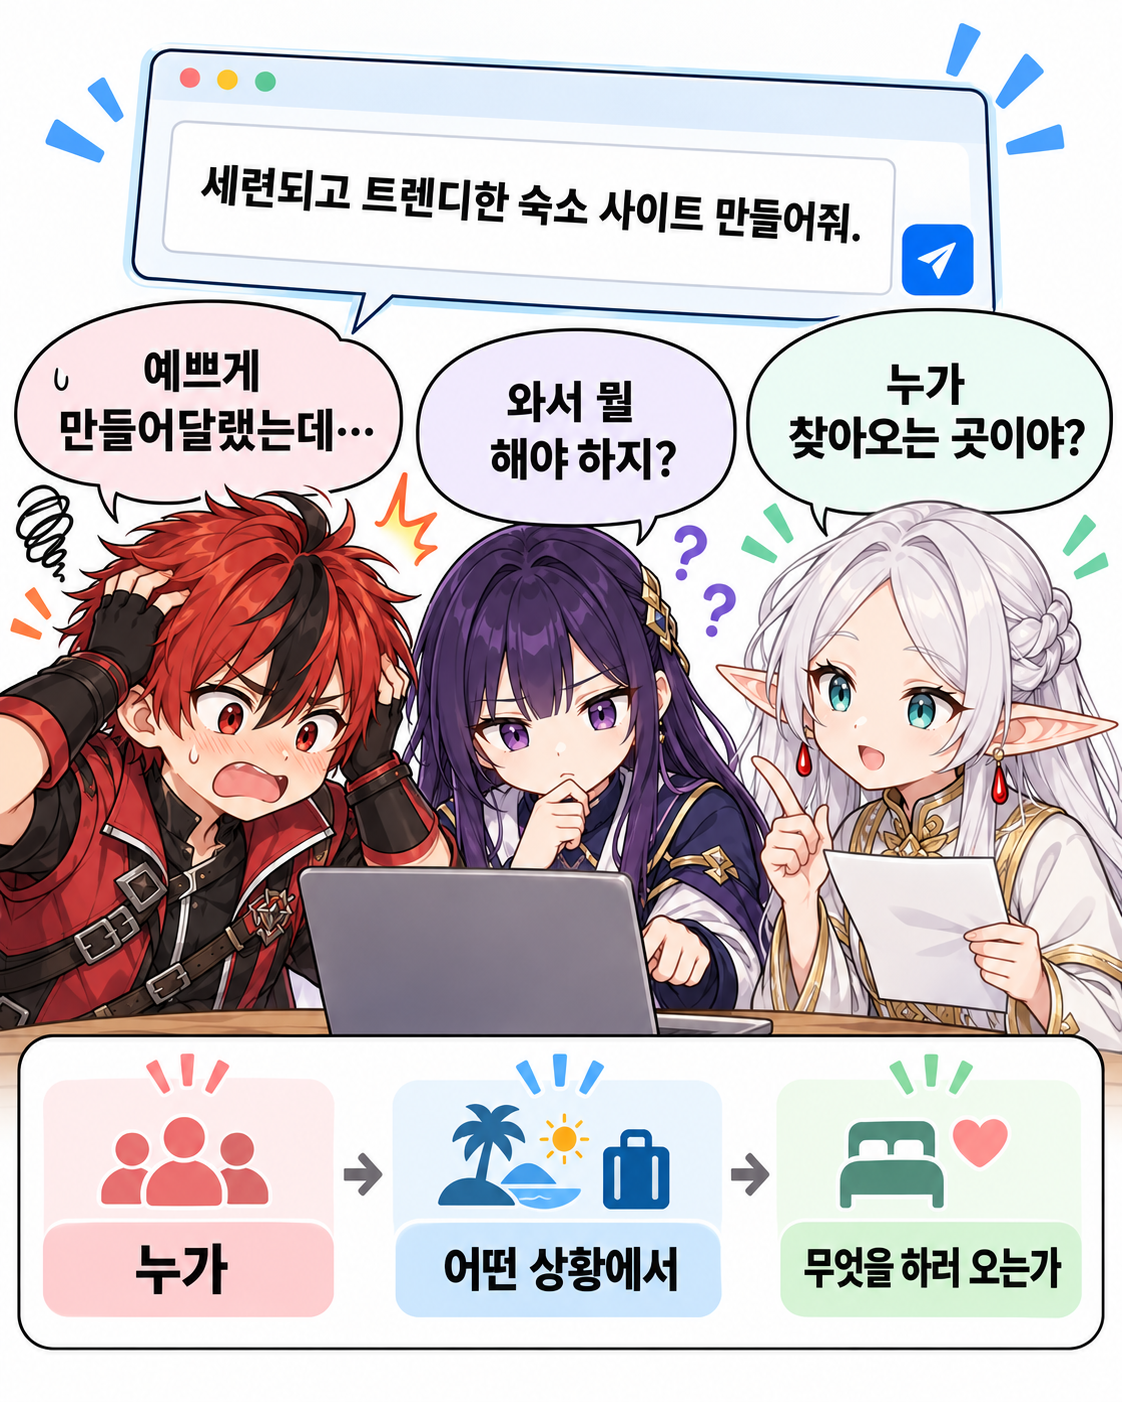 세련되고 트렌디한 숙소 사이트 만들어줘.
예쁘게
만들어달랬는데…
와서 뭘
해야 하지?
누가
찾아오는 곳이야?
?
?
누가
어떤 상황에서
무엇을 하러 오는가